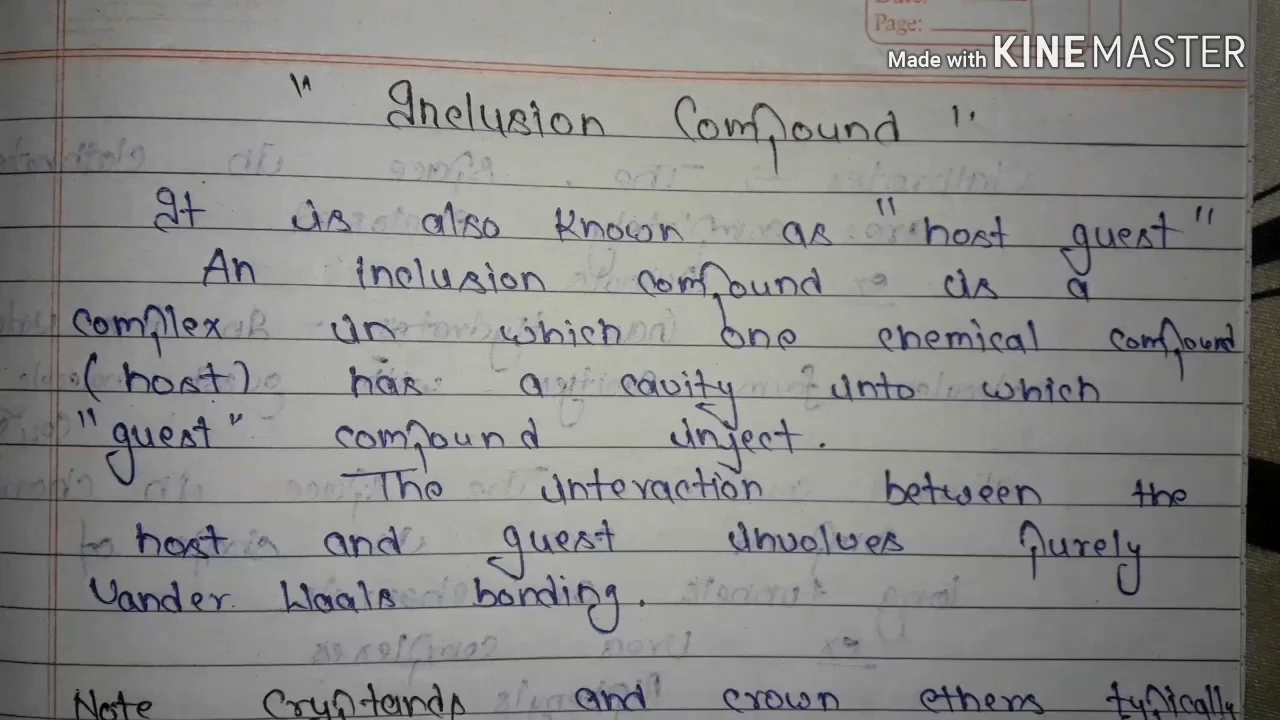 Page:
Made with KINEMASTER
" Inclusion Compound "
It is also known as "host guest"
An inclusion compound is a
complex in which one chemical compound
(host) has a cavity into which
"guest" compound inject.
The interaction between the
host and guest involves purely
Vander Waals bonding.
Note Cryptands and crown ethers typically